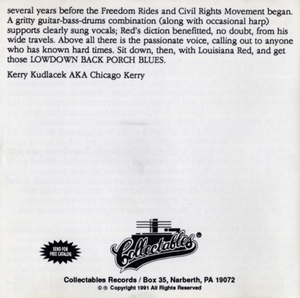 several years before the Freedom Rides and Civil Rights Movement began.
A gritty guitar-bass-drums combination (along with occasional harp)
supports clearly sung vocals; Red's diction benefitted, no doubt, from his
wide travels. Above all there is the passionate voice, calling out to anyone
who has known hard times. Sit down, then, with Louisiana Red, and get
those LOWDOWN BACK PORCH BLUES.
Kerry Kudlacek AKA Chicago Kerry
SEND FOR
FREE CATALOG
Collectables
®
Collectables Records / Box 35, Narberth, PA 19072
© ℗ Copyright 1991 All Rights Reserved